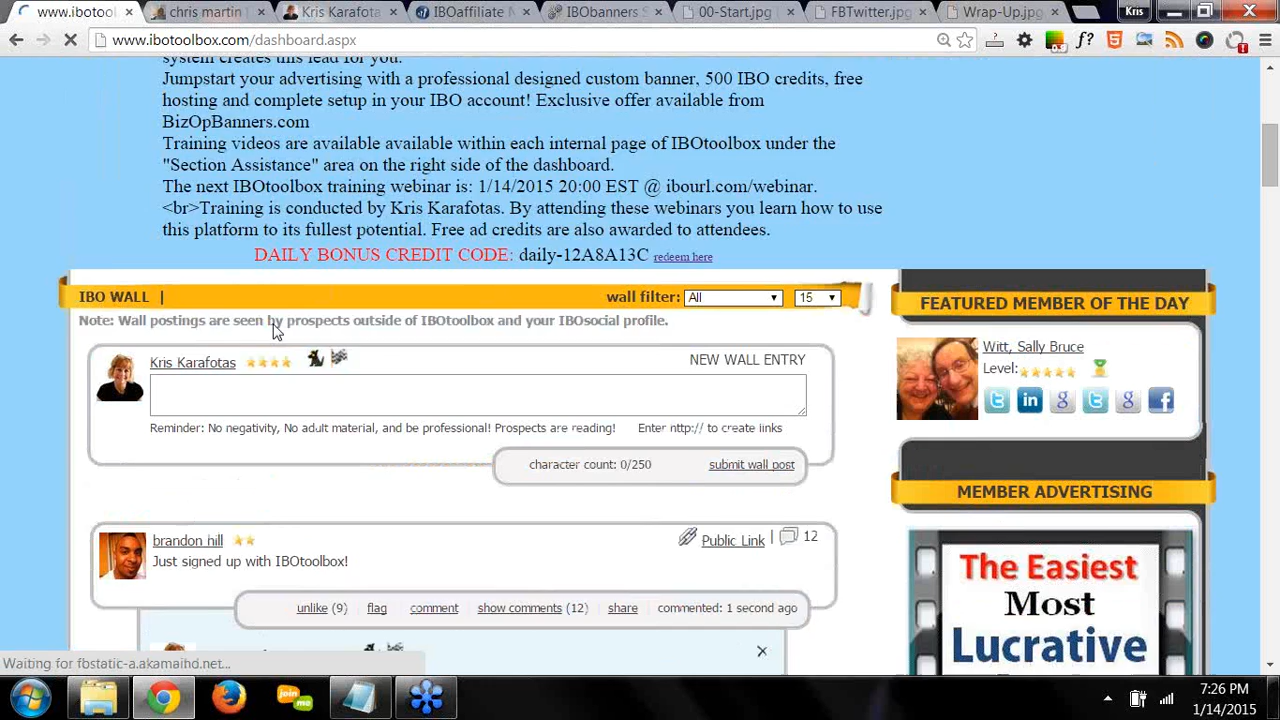 www.ibotoo
chris martin
Kris Karafota
IBOaffiliate N
IBObanners S
00-Start.jpg
FBTwitter.jpg
Wrap-Up.jpg
Kris
www.ibotoolbox.com/dashboard.aspx
system creates this lead for you.
Jumpstart your advertising with a professional designed custom banner, 500 IBO credits, free
hosting and complete setup in your IBO account! Exclusive offer available from
BizOpBanners.com
Training videos are available available within each internal page of IBOtoolbox under the
"Section Assistance" area on the right side of the dashboard.
The next IBOtoolbox training webinar is: 1/14/2015 20:00 EST @ ibourl.com/webinar.
<br>Training is conducted by Kris Karafotas. By attending these webinars you learn how to use
this platform to its fullest potential. Free ad credits are also awarded to attendees.
DAILY BONUS CREDIT CODE: daily-12A8A13C redeem here
IBO WALL |
wall filter: All 15
Note: Wall postings are seen by prospects outside of IBOtoolbox and your IBOsocial profile.
Kris Karafotas
NEW WALL ENTRY
Reminder: No negativity, No adult material, and be professional! Prospects are reading! Enter http:// to create links
character count: 0/250 submit wall post
brandon hill
Public Link | 12
Just signed up with IBOtoolbox!
unlike (9) flag comment show comments (12) share commented: 1 second ago
FEATURED MEMBER OF THE DAY
Witt, Sally Bruce
Level:
MEMBER ADVERTISING
The Easiest
Most
Lucrative
Waiting for fbstatic-a.akamaihd.net...
join me
7:26 PM
1/14/2015